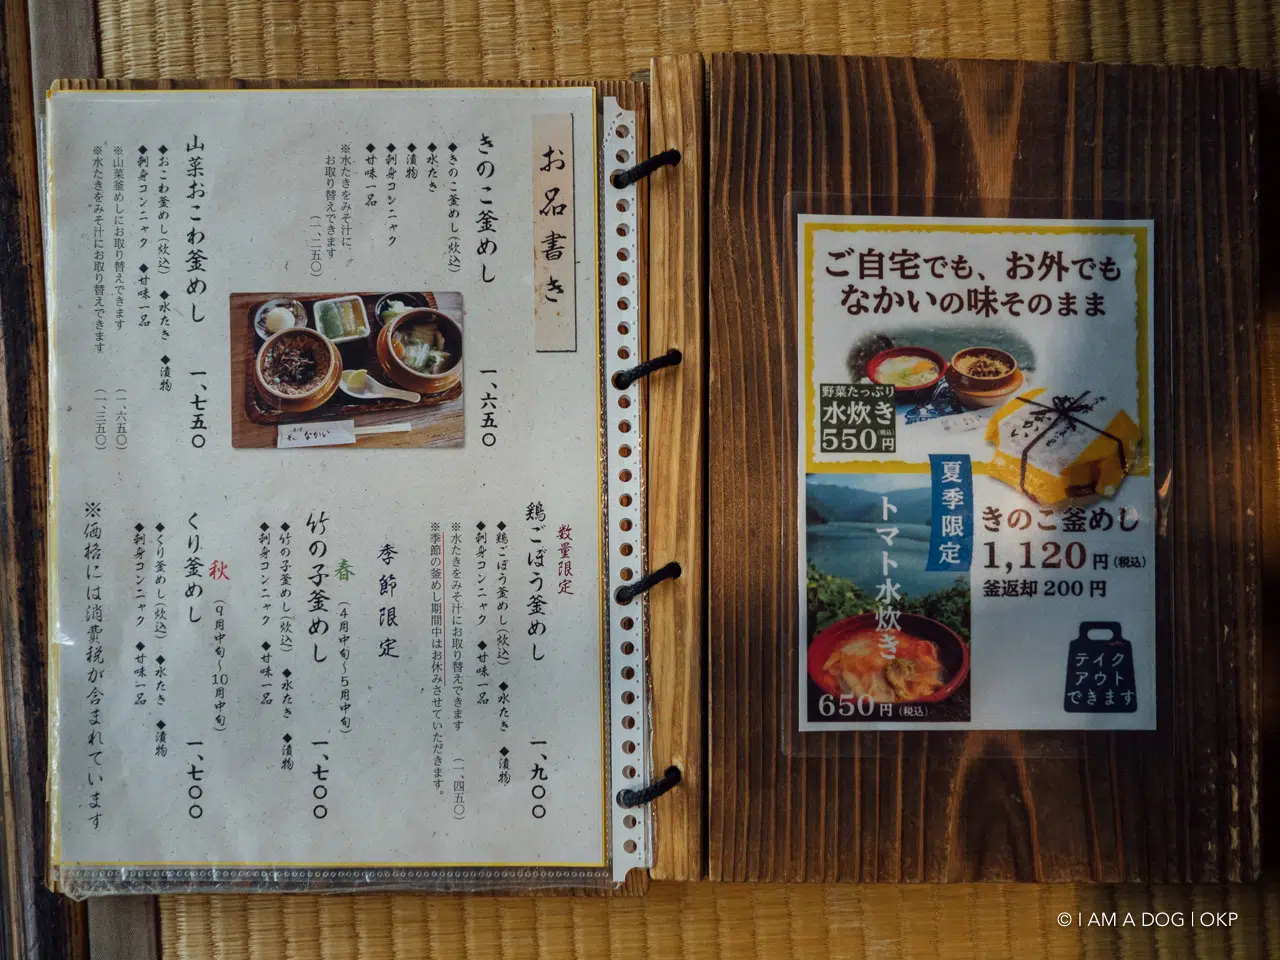 お品書き
きのこ釜めし 一、六五〇
◆きのこ釜めし(炊込)
◆水たき
◆漬物
◆刺身コンニャク
◆甘味一品
※水たきをみそ汁に、
お取り替えできます
(一、二五〇)
山菜おこわ釜めし 一、七五〇
◆おこわ釜めし(炊込) ◆水たき ◆漬物
◆刺身コンニャク ◆甘味一品
※山菜釜めしにお取り替えできます (一、六五〇)
※水たきをみそ汁にお取り替えできます (一、三五〇)
なかい
数量限定
鶏ごぼう釜めし 一、九〇〇
◆鶏ごぼう釜めし(炊込) ◆水たき ◆漬物
◆刺身コンニャク ◆甘味一品
※水たきをみそ汁にお取り替えできます (一、四五〇)
※季節の釜めし期間中はお休みさせていただきます。
季節限定
春 (4月中旬〜5月中旬)
竹の子釜めし 一、七〇〇
◆竹の子釜めし(炊込) ◆水たき ◆漬物
◆刺身コンニャク ◆甘味一品
秋 (9月中旬〜10月中旬)
くり釜めし 一、七〇〇
◆くり釜めし(炊込) ◆水たき ◆漬物
◆刺身コンニャク ◆甘味一品
※価格には消費税が含まれています
ご自宅でも、お外でも
なかいの味そのまま
野菜たっぷり
水炊き
550円(税込)
なかい
きのこ釜めし
1,120円(税込)
釜返却200円
夏季限定
トマト水炊き
650円(税込)
テイク
アウト
できます
© I AM A DOG | OKP